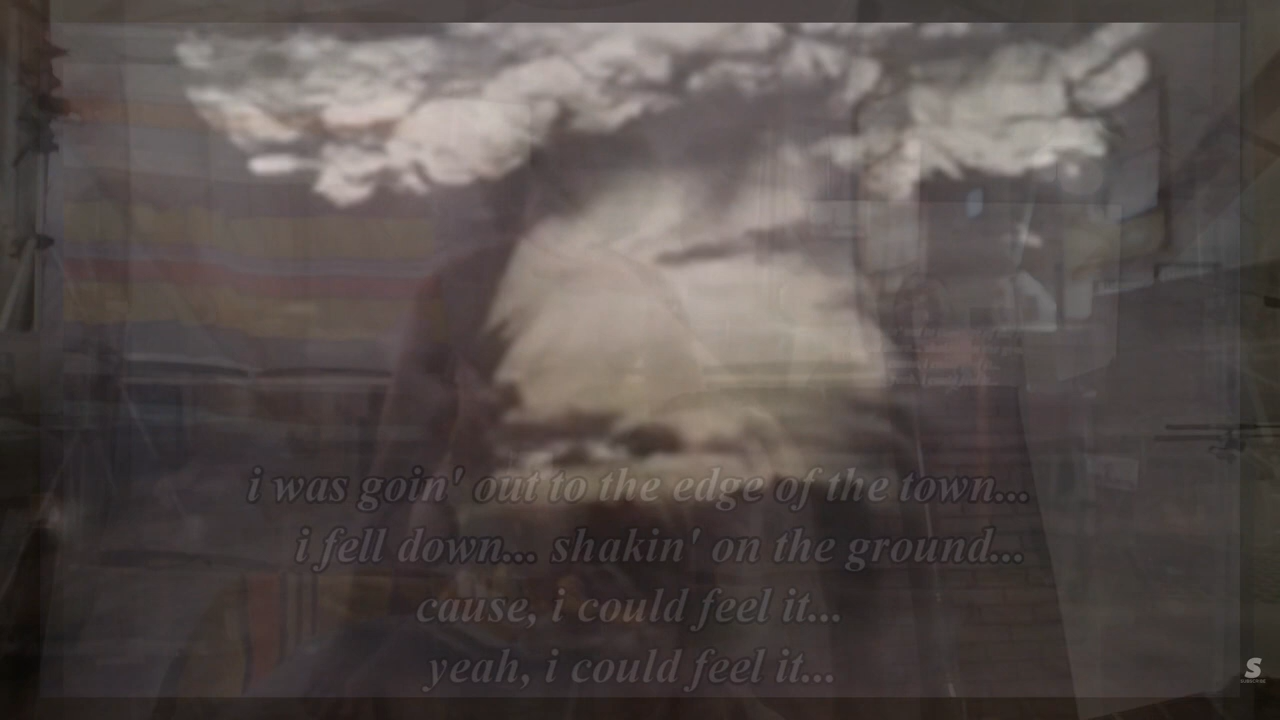 i was goin' out to the edge of the town...
i fell down... shakin' on the ground...
cause, i could feel it...
yeah, i could feel it...
S
SUBSCRIBE